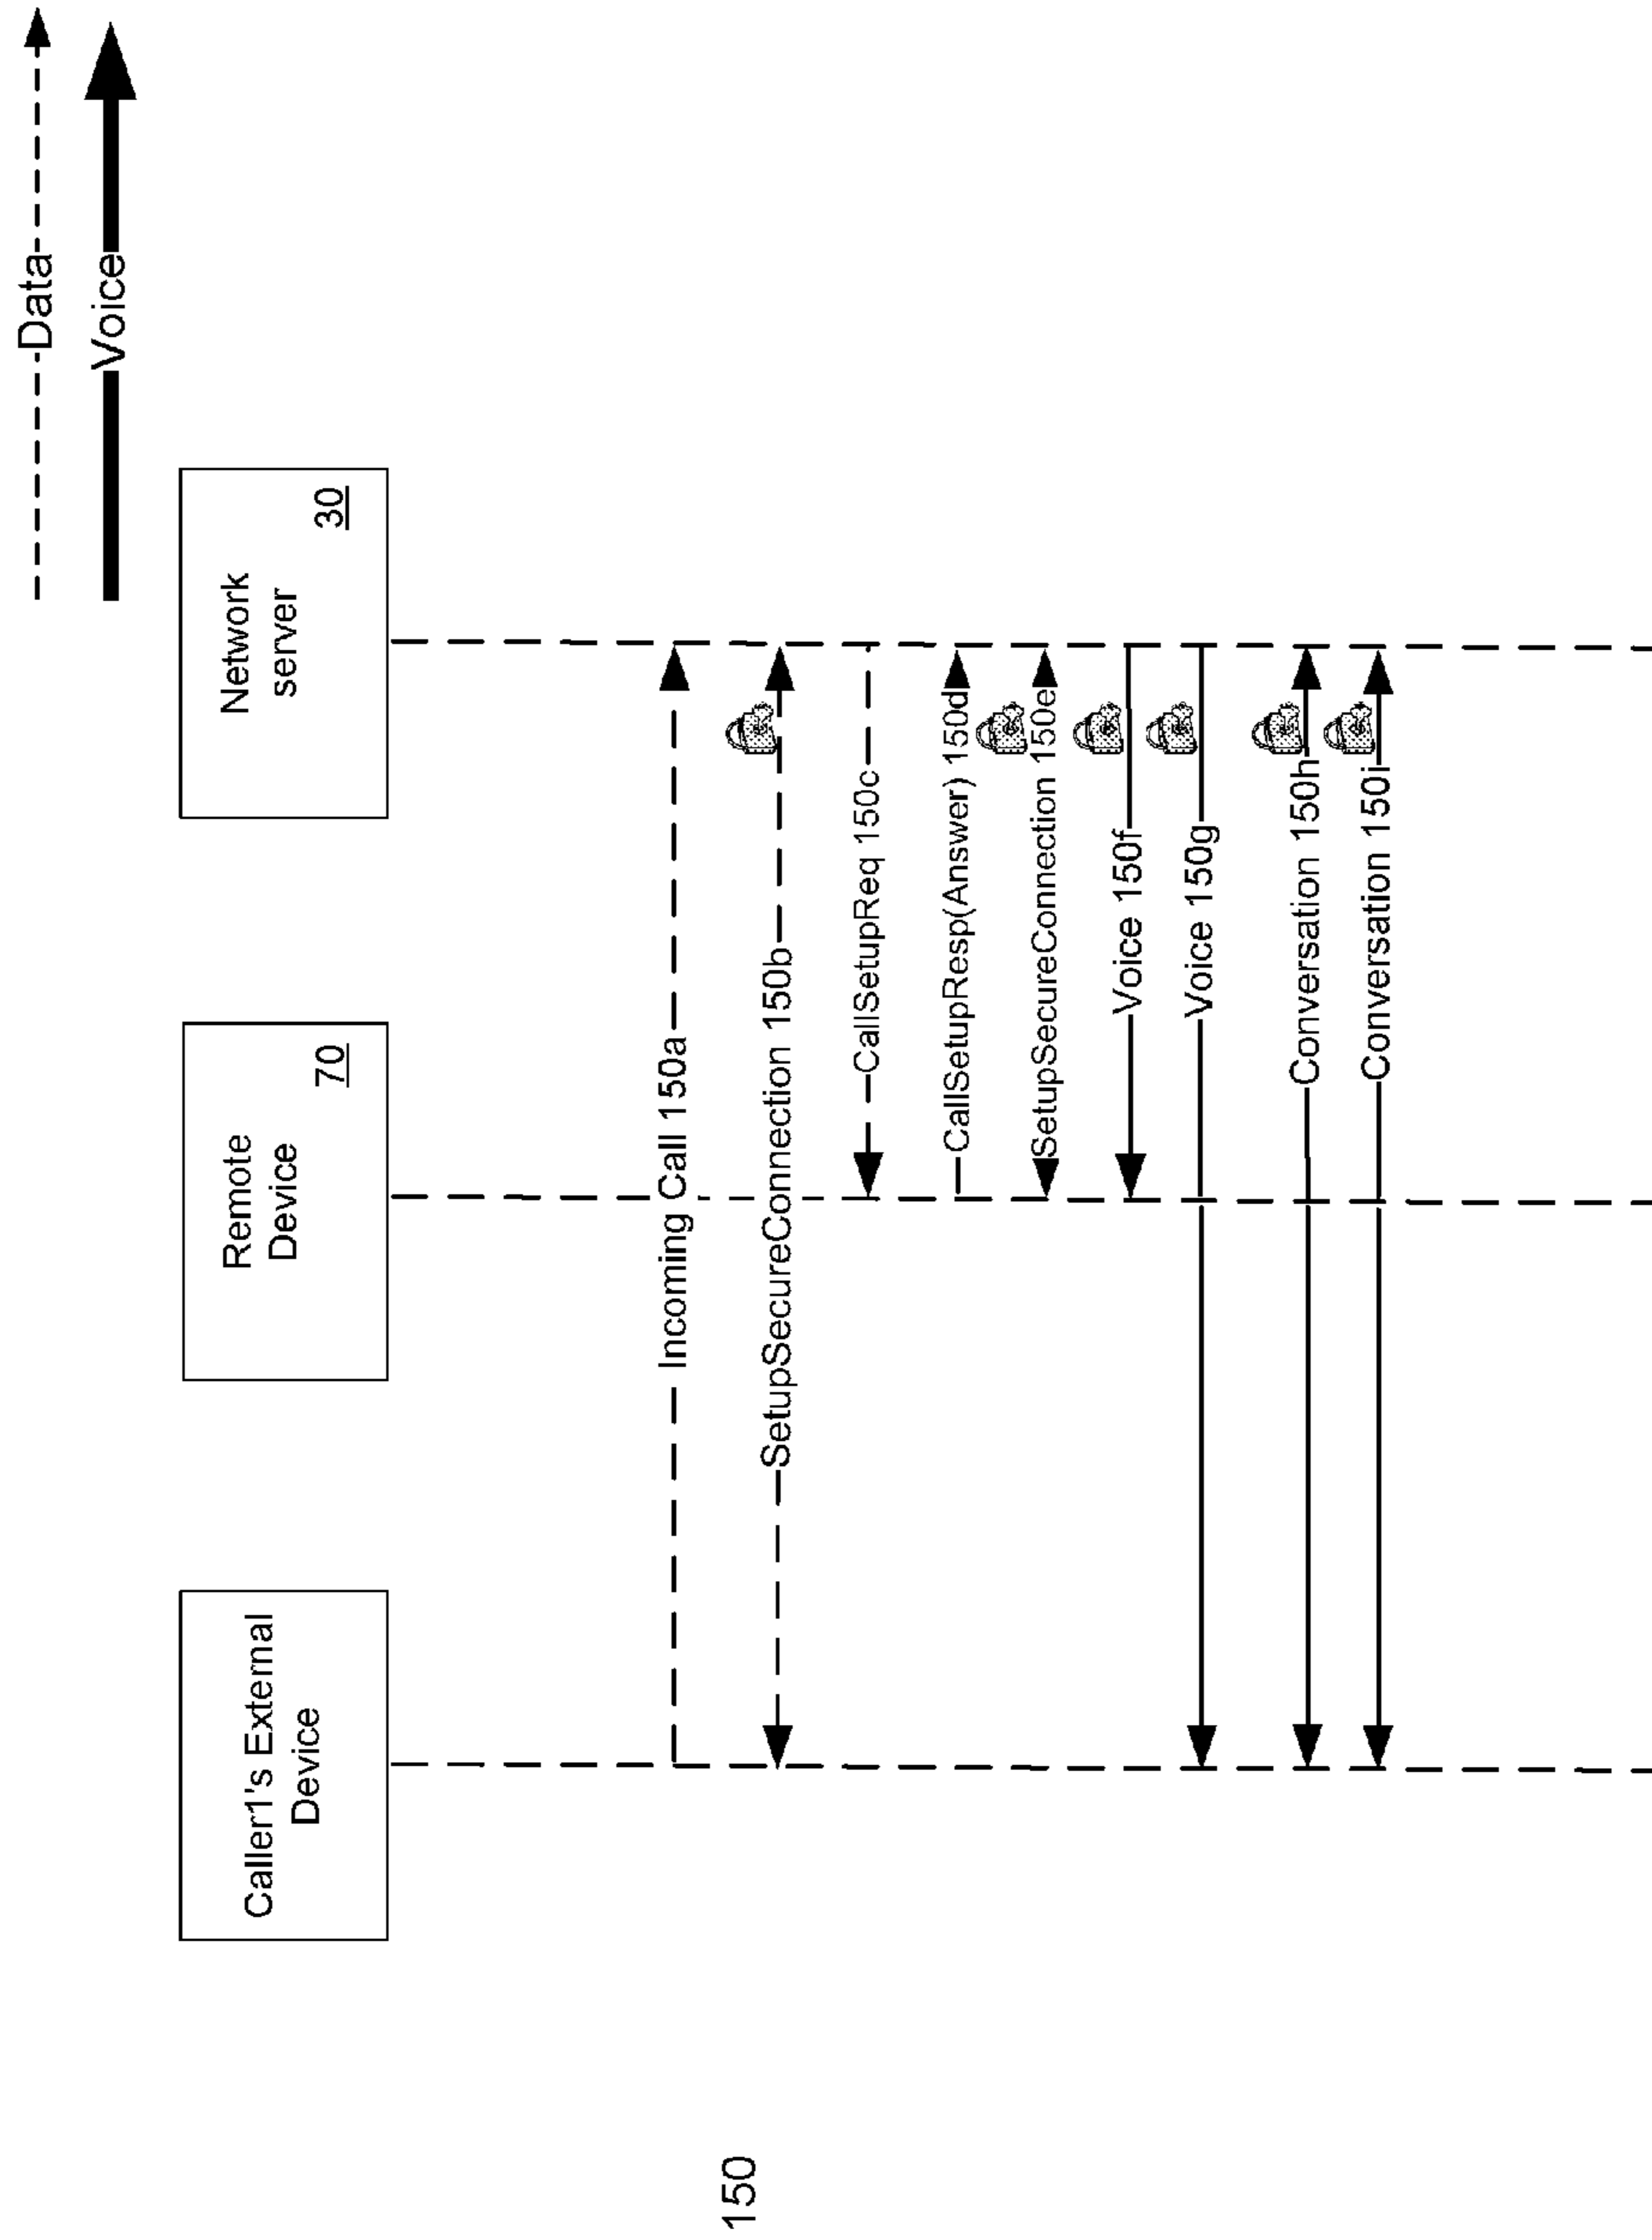 Data
Voice
Caller1's External
Device
Remote
Device
70
Network
server
30
150
Incoming Call 150a
SetupSecureConnection 150b
CallSetupReq 150c
CallSetupResp(Answer) 150d
SetupSecureConnection 150e
Voice 150f
Voice 150g
Conversation 150h
Conversation 150i